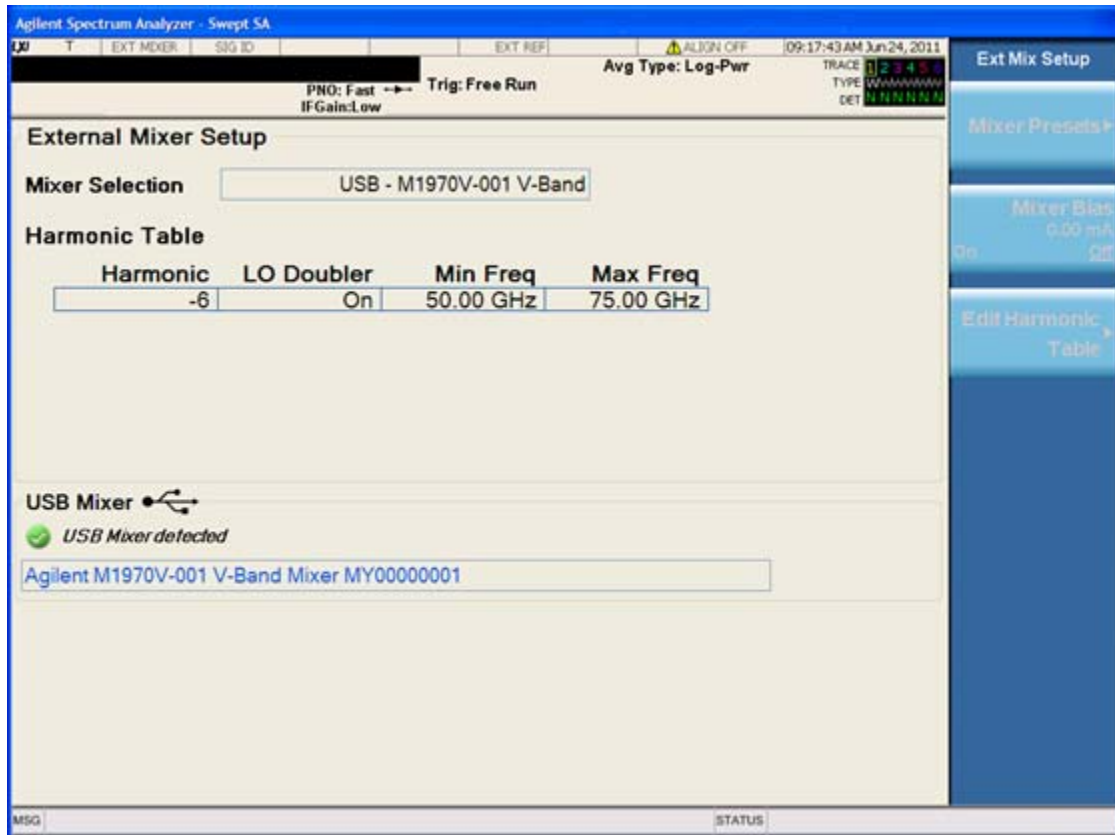 Agilent Spectrum Analyzer - Swept SA
LXI T EXT MIXER SIG ID EXT REF ALIGN OFF 09:17:43 AM Jun 24, 2011
PNO: Fast
IFGain:Low
Trig: Free Run
Avg Type: Log-Pwr
TRACE 1 2 3 4 5 6
TYPE WWWWWWW
DET N N N N N N
Ext Mix Setup
Mixer Presets
Mixer Bias
0.00 mA
On Off
Edit Harmonic
Table
External Mixer Setup
Mixer Selection USB - M1970V-001 V-Band
Harmonic Table
Harmonic LO Doubler Min Freq Max Freq
-6 On 50.00 GHz 75.00 GHz
USB Mixer
USB Mixer detected
Agilent M1970V-001 V-Band Mixer MY00000001
MSG STATUS